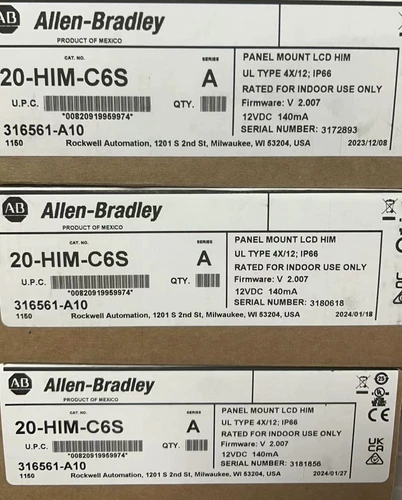 AB Allen-Bradley
PRODUCT OF MEXICO
CAT. NO. SERIES
20-HIM-C6S A
U.P.C. QTY.
*00820919959974*
316561-A10
PANEL MOUNT LCD HIM
UL TYPE 4X/12; IP66
RATED FOR INDOOR USE ONLY
Firmware: V 2.007
12VDC 140mA
SERIAL NUMBER: 3172893
1150 Rockwell Automation, 1201 S 2nd St, Milwaukee, WI 53204, USA 2023/12/08
AB Allen-Bradley
PRODUCT OF MEXICO
CAT. NO. SERIES
20-HIM-C6S A
U.P.C. QTY.
*00820919959974*
316561-A10
PANEL MOUNT LCD HIM
UL TYPE 4X/12; IP66
RATED FOR INDOOR USE ONLY
Firmware: V 2.007
12VDC 140mA
SERIAL NUMBER: 3180618
1150 Rockwell Automation, 1201 S 2nd St, Milwaukee, WI 53204, USA 2024/01/18
AB Allen-Bradley
PRODUCT OF MEXICO
CAT. NO. SERIES
20-HIM-C6S A
U.P.C. QTY.
*00820919959974*
316561-A10
PANEL MOUNT LCD HIM
UL TYPE 4X/12; IP66
RATED FOR INDOOR USE ONLY
Firmware: V 2.007
12VDC 140mA
SERIAL NUMBER: 3181856
1150 Rockwell Automation, 1201 S 2nd St, Milwaukee, WI 53204, USA 2024/01/27
25
CE
UK
CA